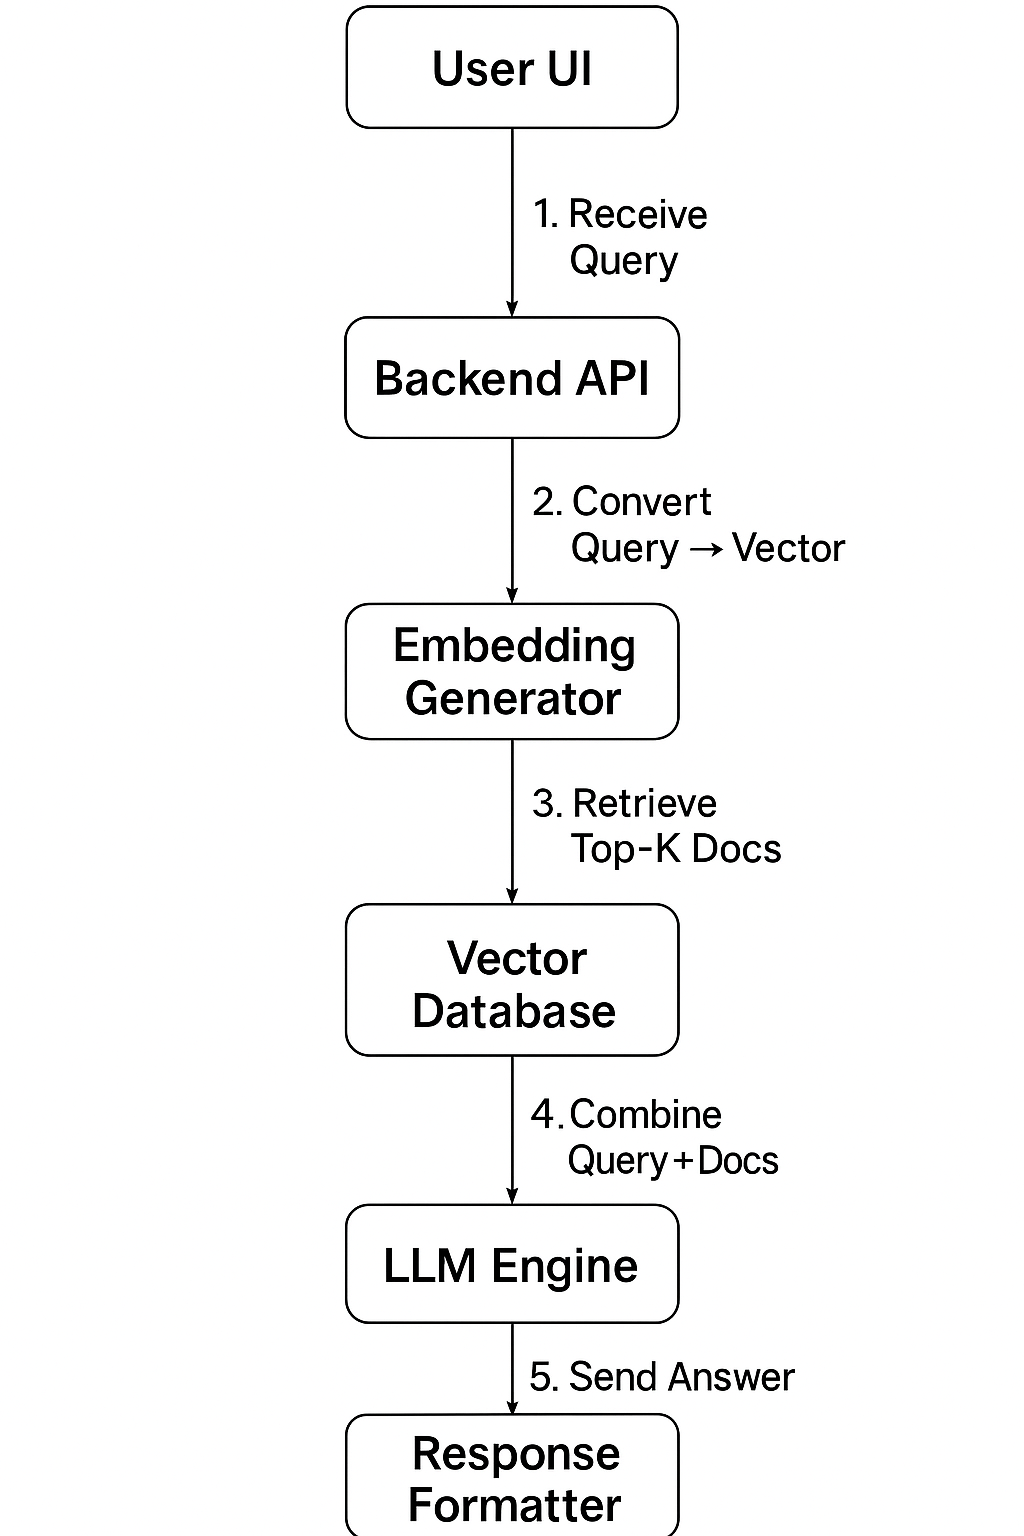 User UI
1. Receive
Query
Backend API
2. Convert
Query → Vector
Embedding
Generator
3. Retrieve
Top-K Docs
Vector
Database
4. Combine
Query+Docs
LLM Engine
5. Send Answer
Response
Formatter